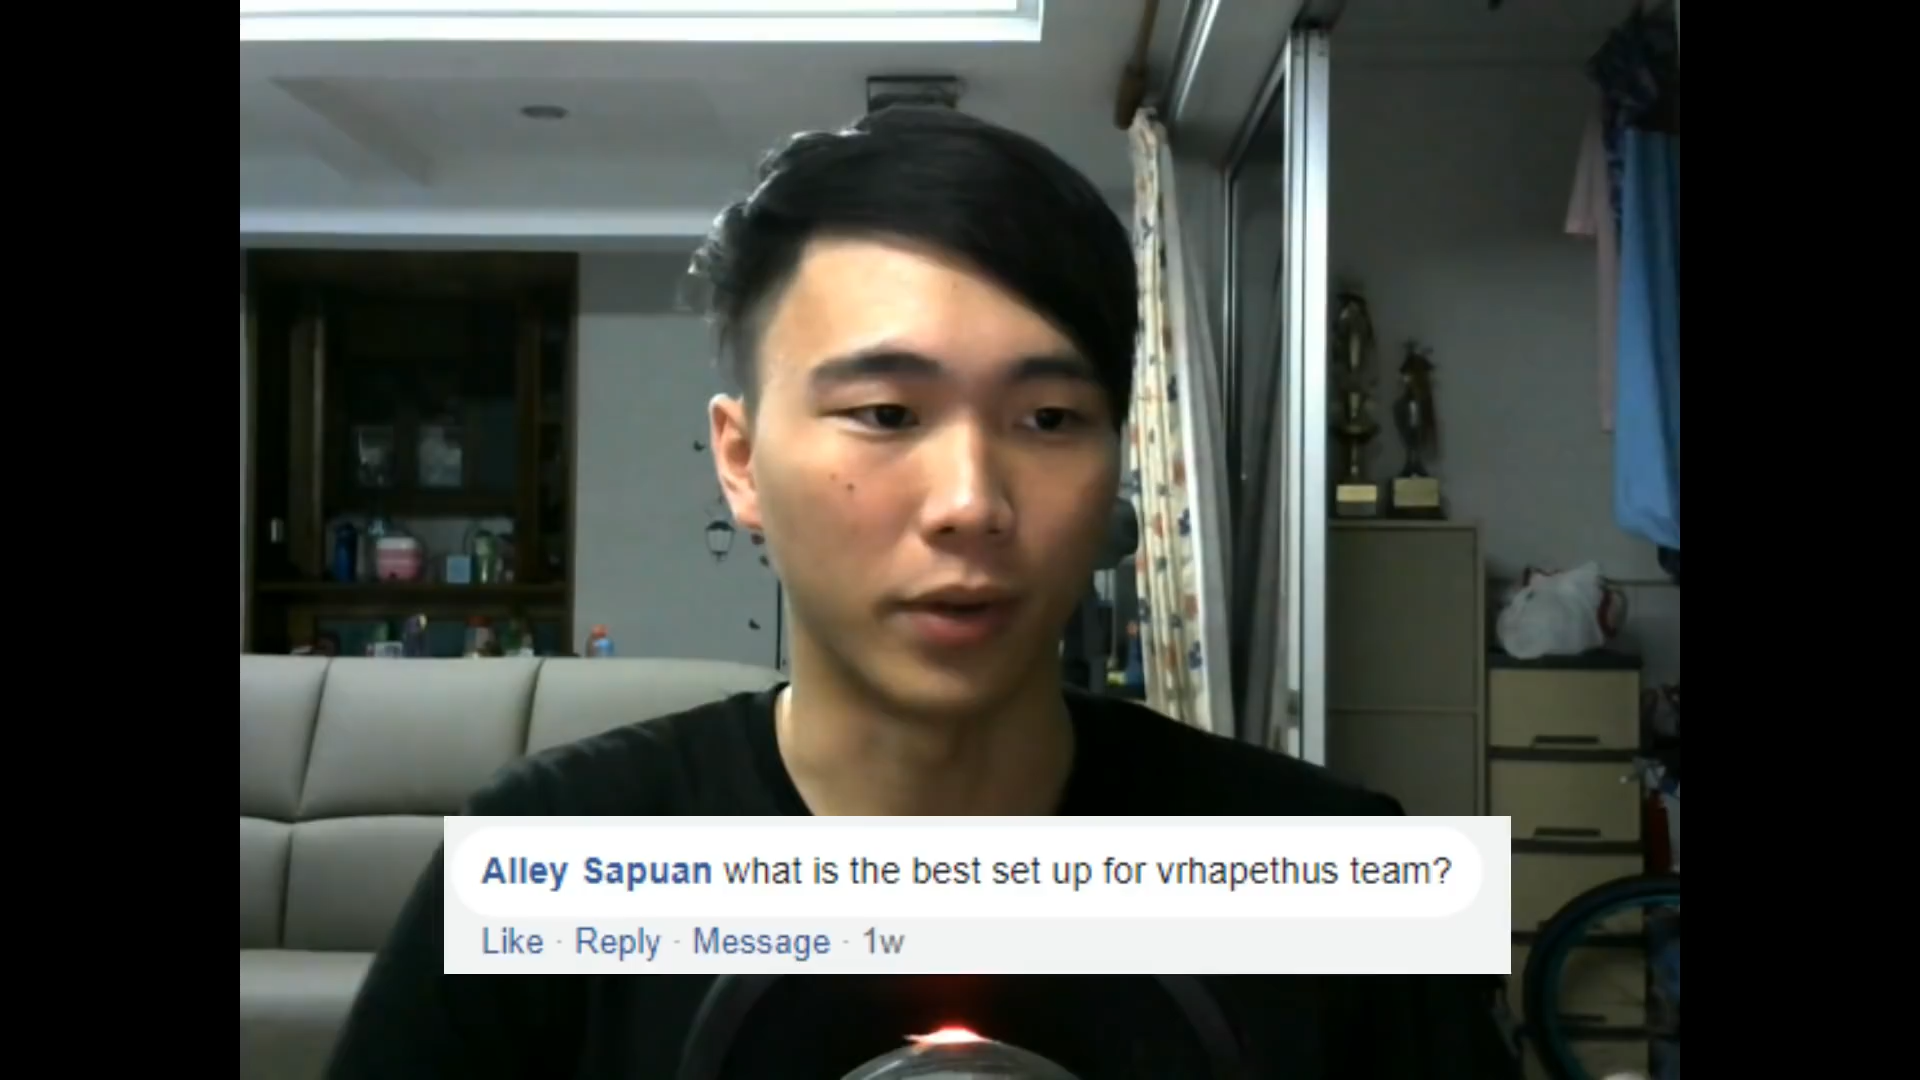 Alley Sapuan what is the best set up for vrhapethus team?
Like · Reply · Message · 1w